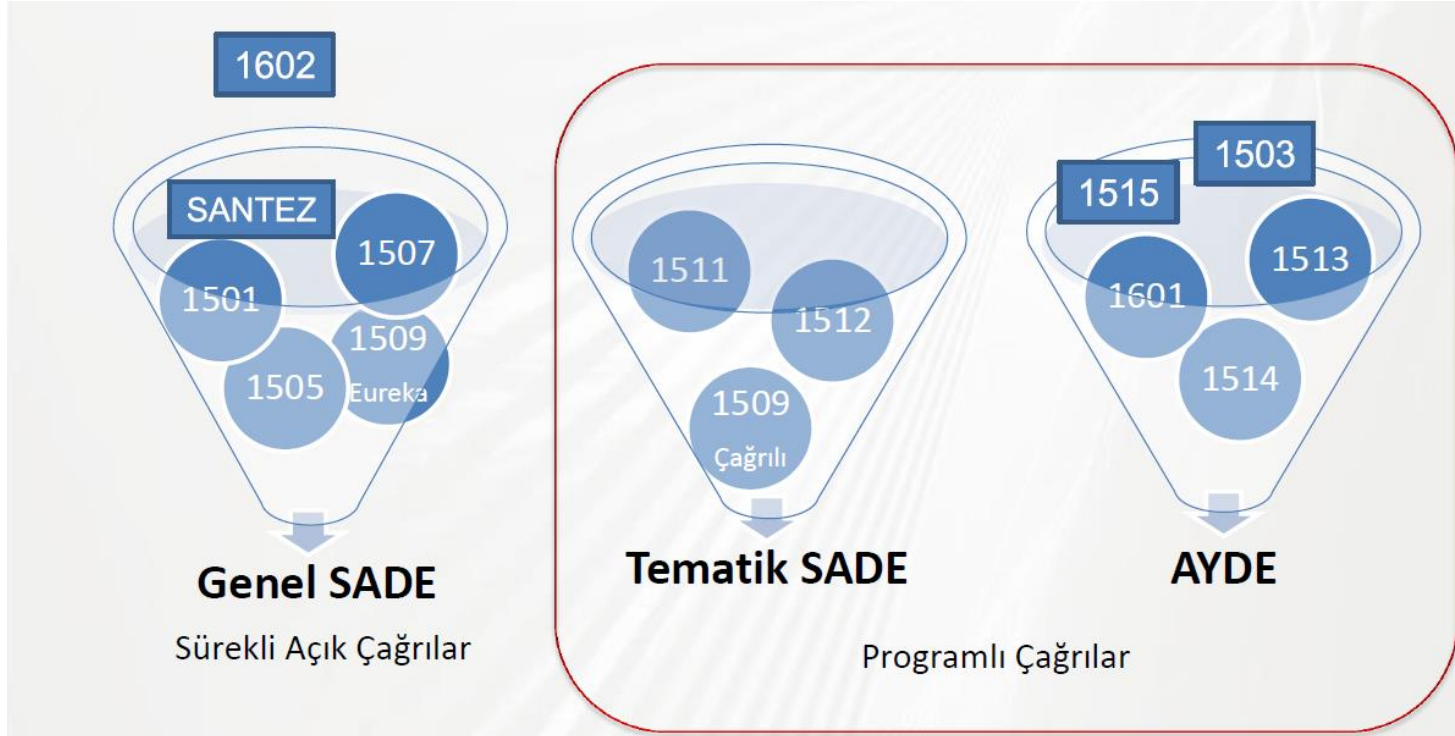 1602
SANTEZ
1507
1501
1509
Eureka
1505
Genel SADE
Sürekli Açık Çağrılar
1511
1512
1509
Çağrılı
Tematik SADE
1503
1515
1513
1601
1514
AYDE
Programlı Çağrılar